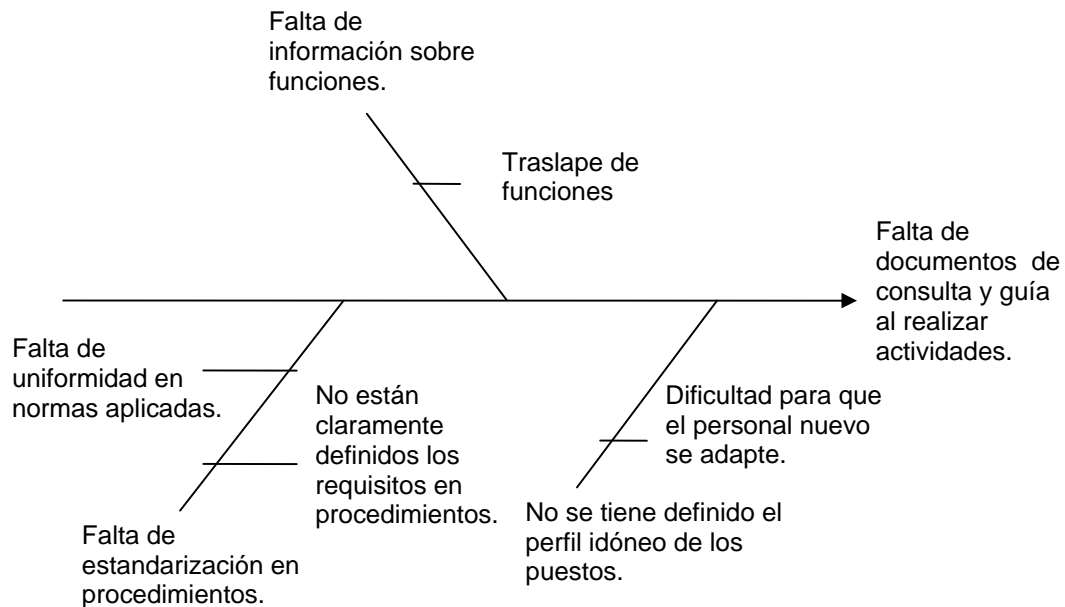 Falta de
información sobre
funciones.
Traslape de
funciones
Falta de
documentos de
consulta y guía
al realizar
actividades.
Falta de
uniformidad en
normas aplicadas.
No están
claramente
definidos los
requisitos en
procedimientos.
Dificultad para que
el personal nuevo
se adapte.
Falta de
estandarización en
procedimientos.
No se tiene definido el
perfil idóneo de los
puestos.